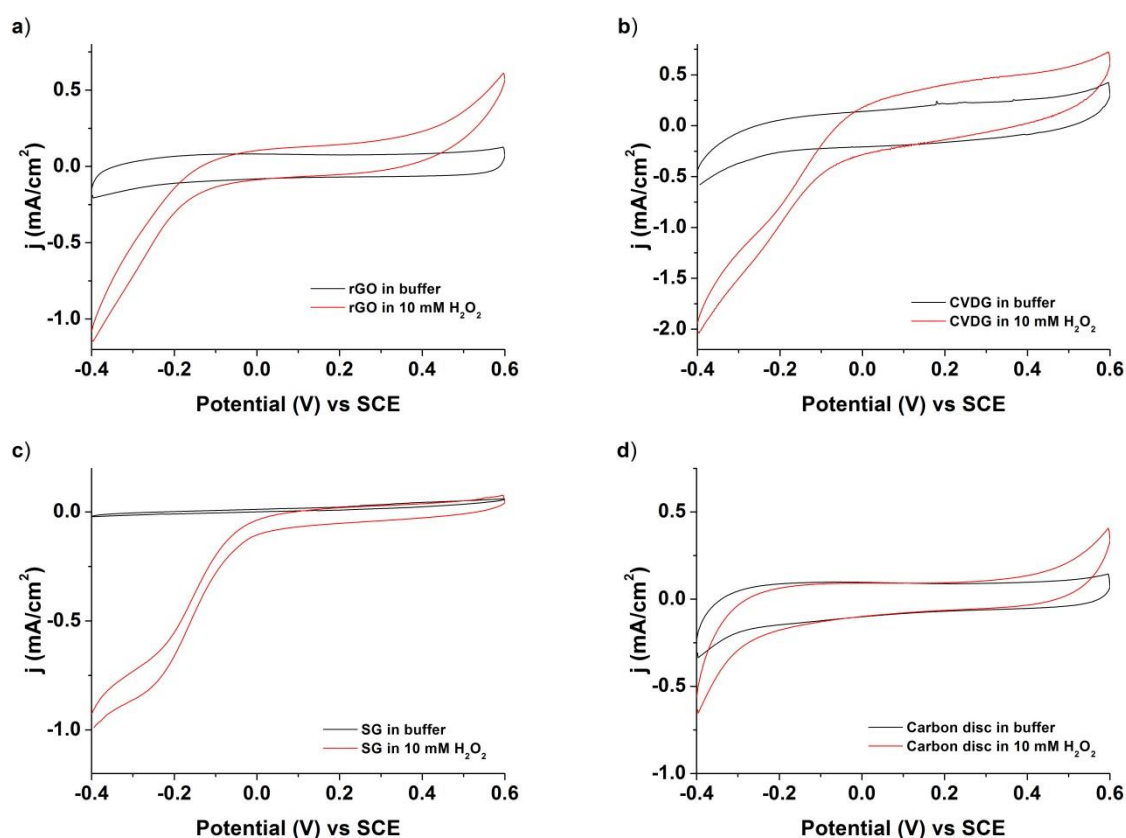 a)
j (mA/cm²)
0.5
0.0
-0.5
-1.0
rGO in buffer
rGO in 10 mM H₂O₂
-0.4 -0.2 0.0 0.2 0.4 0.6
Potential (V) vs SCE
b)
j (mA/cm²)
0.5
0.0
-0.5
-1.0
-1.5
-2.0
CVDG in buffer
CVDG in 10 mM H₂O₂
-0.4 -0.2 0.0 0.2 0.4 0.6
Potential (V) vs SCE
c)
j (mA/cm²)
0.0
-0.5
-1.0
SG in buffer
SG in 10 mM H₂O₂
-0.4 -0.2 0.0 0.2 0.4 0.6
Potential (V) vs SCE
d)
j (mA/cm²)
0.5
0.0
-0.5
-1.0
Carbon disc in buffer
Carbon disc in 10 mM H₂O₂
-0.4 -0.2 0.0 0.2 0.4 0.6
Potential (V) vs SCE